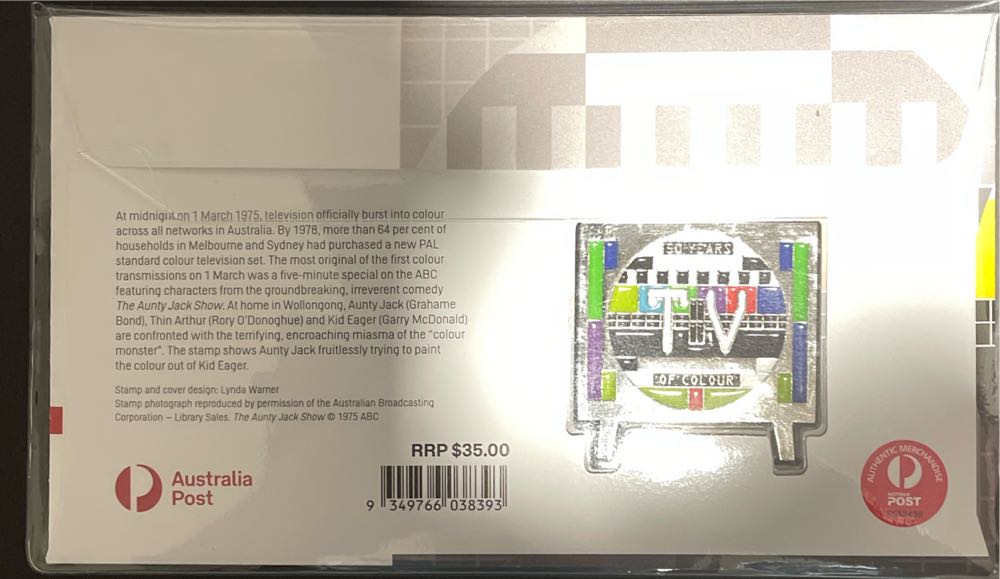 At midnight on 1 March 1975, television officially burst into colour
across all networks in Australia. By 1978, more than 64 per cent of
households in Melbourne and Sydney had purchased a new PAL
standard colour television set. The most original of the first colour
transmissions on 1 March was a five-minute special on the ABC
featuring characters from the groundbreaking, irreverent comedy
The Aunty Jack Show. At home in Wollongong, Aunty Jack (Grahame
Bond), Thin Arthur (Rory O'Donoghue) and Kid Eager (Garry McDonald)
are confronted with the terrifying, encroaching miasma of the "colour
monster". The stamp shows Aunty Jack fruitlessly trying to paint
the colour out of Kid Eager.
Stamp and cover design: Lynda Warner
Stamp photograph reproduced by permission of the Australian Broadcasting
Corporation – Library Sales. The Aunty Jack Show © 1975 ABC
Australia
Post
RRP $35.00
9 349766 038393
50 YEARS
TV
OF COLOUR
AUTHENTIC MERCHANDISE
AUSTRALIA
POST